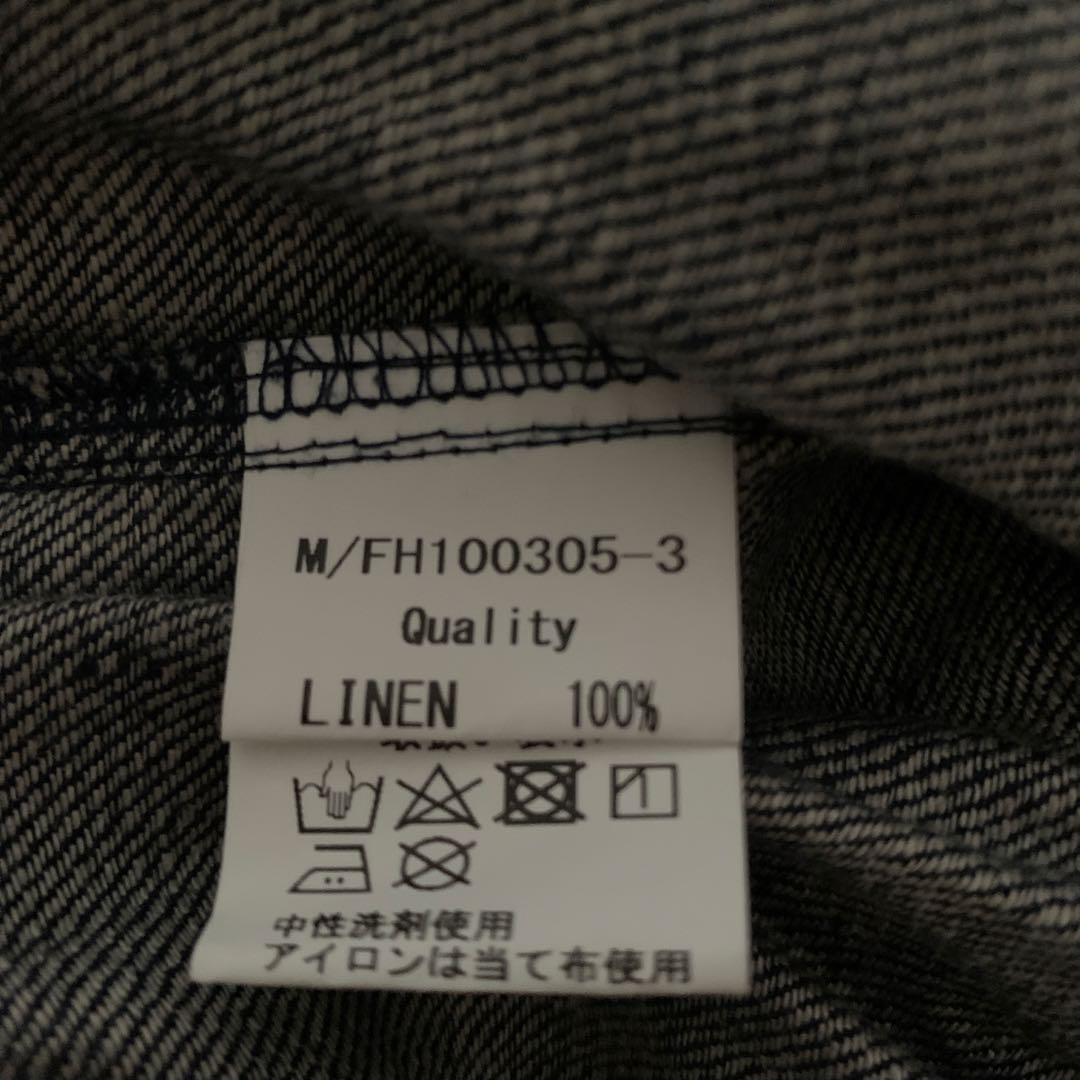 M/FH100305-3
Quality
LINEN 100%
中性洗剤使用
アイロンは当て布使用